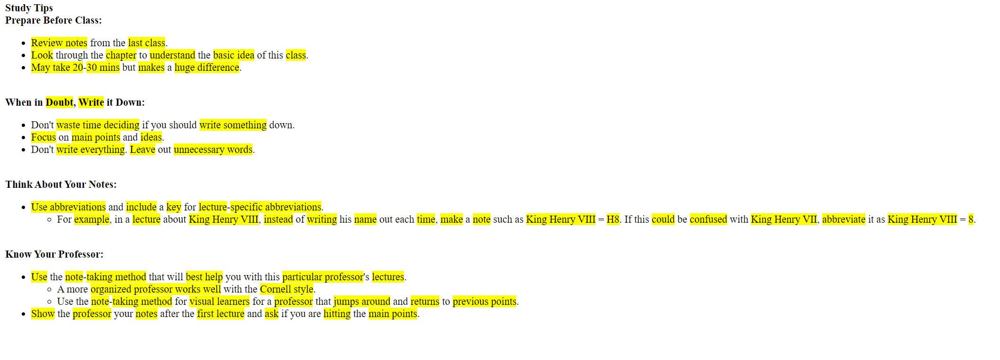 Study Tips
Prepare Before Class:
Review notes from the last class.
Look through the chapter to understand the basic idea of this class.
May take 20-30 mins but makes a huge difference.
When in Doubt, Write it Down:
Don't waste time deciding if you should write something down.
Focus on main points and ideas.
Don't write everything. Leave out unnecessary words.
Think About Your Notes:
Use abbreviations and include a key for lecture-specific abbreviations.
For example, in a lecture about King Henry VIII, instead of writing his name out each time, make a note such as King Henry VIII = H8. If this could be confused with King Henry VII, abbreviate it as King Henry VIII = 8.
Know Your Professor:
Use the note-taking method that will best help you with this particular professor's lectures.
A more organized professor works well with the Cornell style.
Use the note-taking method for visual learners for a professor that jumps around and returns to previous points.
Show the professor your notes after the first lecture and ask if you are hitting the main points.